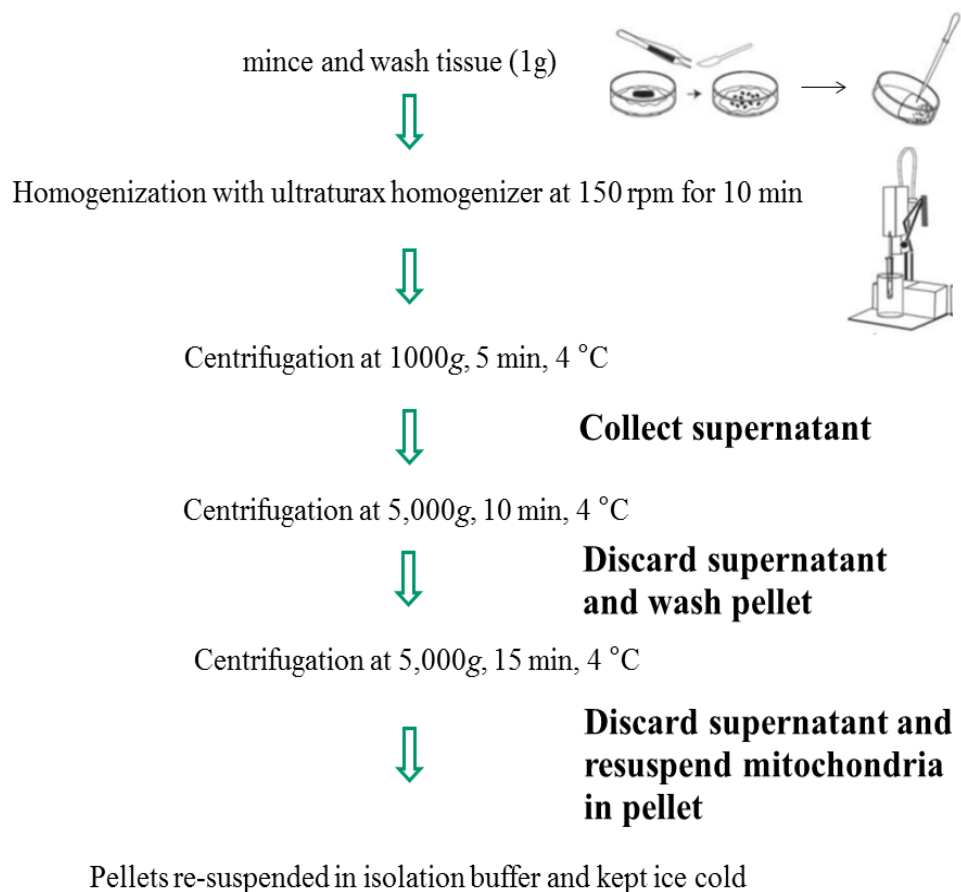 mince and wash tissue (1g)
Homogenization with ultraturax homogenizer at 150 rpm for 10 min
Centrifugation at 1000g, 5 min, 4 °C
Collect supernatant
Centrifugation at 5,000g, 10 min, 4 °C
Discard supernatant
and wash pellet
Centrifugation at 5,000g, 15 min, 4 °C
Discard supernatant and
resuspend mitochondria
in pellet
Pellets re-suspended in isolation buffer and kept ice cold